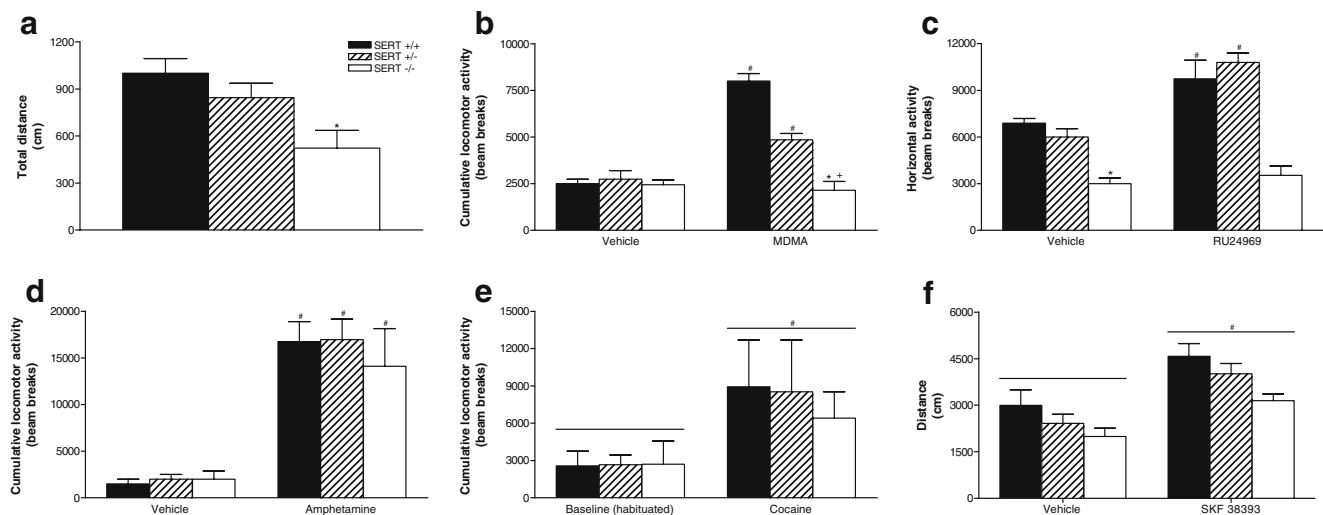 a
Total distance
(cm)
1200
900
600
300
0
SERT +/+
SERT +/-
SERT -/-
*
b
Cumulative locomotor activity
(beam breaks)
10000
7500
5000
2500
0
#
#
* +
Vehicle
MDMA
c
Horizontal activity
(beam breaks)
12000
9000
6000
3000
0
*
#
#
Vehicle
RU24969
d
Cumulative locomotor activity
(beam breaks)
20000
15000
10000
5000
0
#
#
#
Vehicle
Amphetamine
e
Cumulative locomotor activity
(beam breaks)
15000
12000
9000
6000
3000
0
#
Baseline (habituated)
Cocaine
f
Distance
(cm)
6000
4500
3000
1500
0
#
Vehicle
SKF 38393